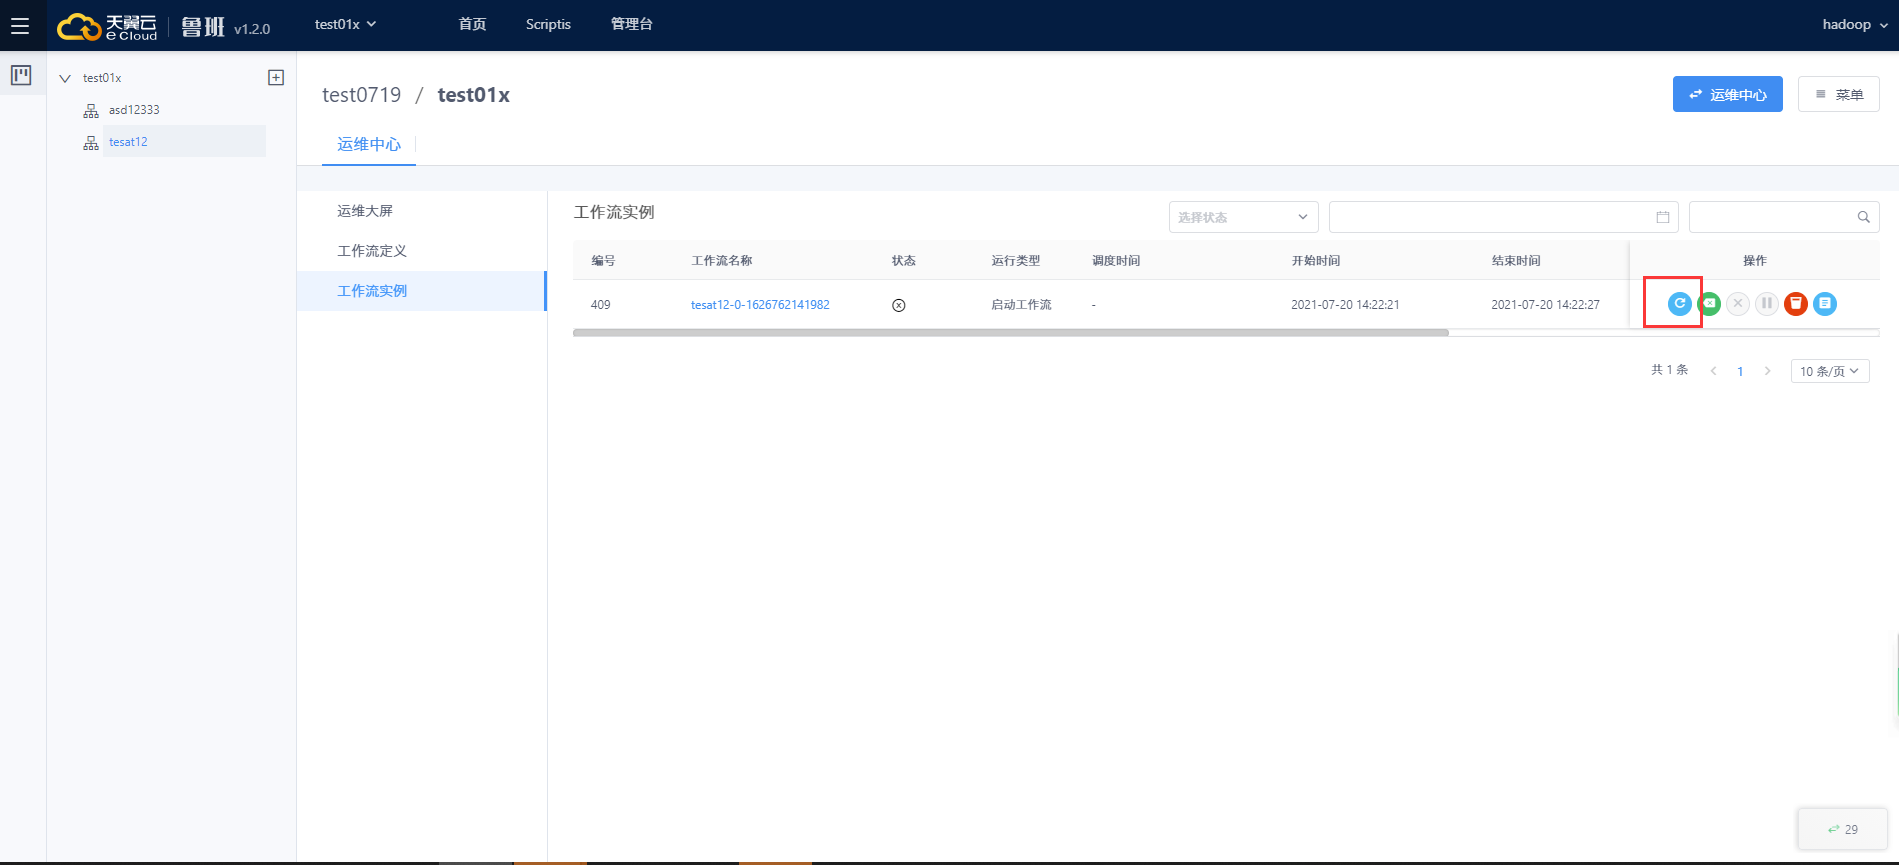 天翼云
e Cloud
鲁班 v1.2.0
test01x
首页
Scriptis
管理台
hadoop
test01x
asd12333
tesat12
test0719 / test01x
运维中心
菜单
运维中心
运维大屏
工作流定义
工作流实例
工作流实例
选择状态
编号 工作流名称 状态 运行类型 调度时间 开始时间 结束时间 操作
409 tesat12-0-1626762141982 启动工作流 - 2021-07-20 14:22:21 2021-07-20 14:22:27
共 1 条 1 10 条/页
29